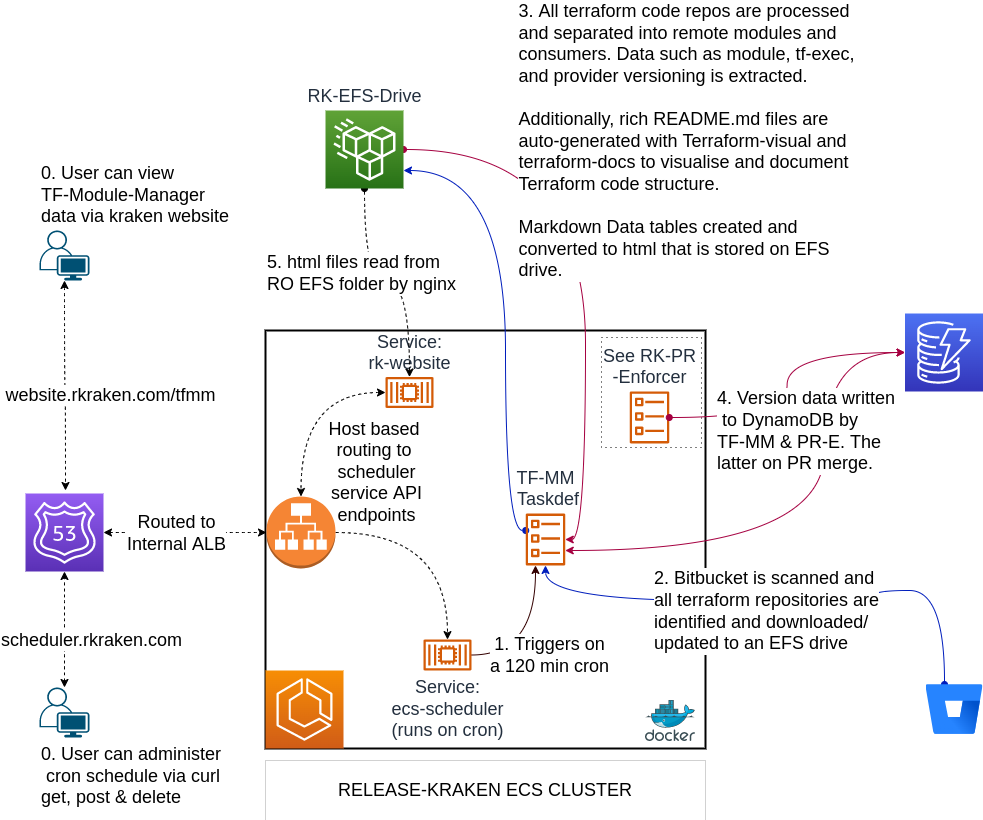 3. All terraform code repos are processed
and separated into remote modules and
consumers. Data such as module, tf-exec,
and provider versioning is extracted.
Additionally, rich README.md files are
auto-generated with Terraform-visual and
terraform-docs to visualise and document
Terraform code structure.
Markdown Data tables created and
converted to html that is stored on EFS
drive.
RK-EFS-Drive
0. User can view
TF-Module-Manager
data via kraken website
5. html files read from
RO EFS folder by nginx
Service:
rk-website
See RK-PR
-Enforcer
website.rkraken.com/tfmm
4. Version data written
to DynamoDB by
TF-MM & PR-E. The
latter on PR merge.
Host based
routing to
scheduler
service API
endpoints
TF-MM
Taskdef
53
Routed to
Internal ALB
2. Bitbucket is scanned and
all terraform repositories are
identified and downloaded/
updated to an EFS drive
scheduler.rkraken.com
1. Triggers on
a 120 min cron
Service:
ecs-scheduler
(runs on cron)
docker
0. User can administer
cron schedule via curl
get, post & delete
RELEASE-KRAKEN ECS CLUSTER